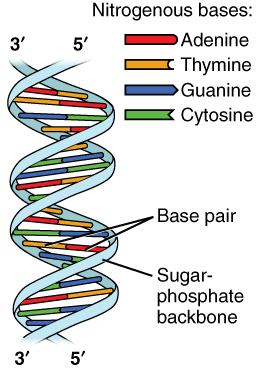 Nitrogenous bases:
3′ 5′
Adenine
Thymine
Guanine
Cytosine
Base pair
Sugar-
phosphate
backbone
3′ 5′